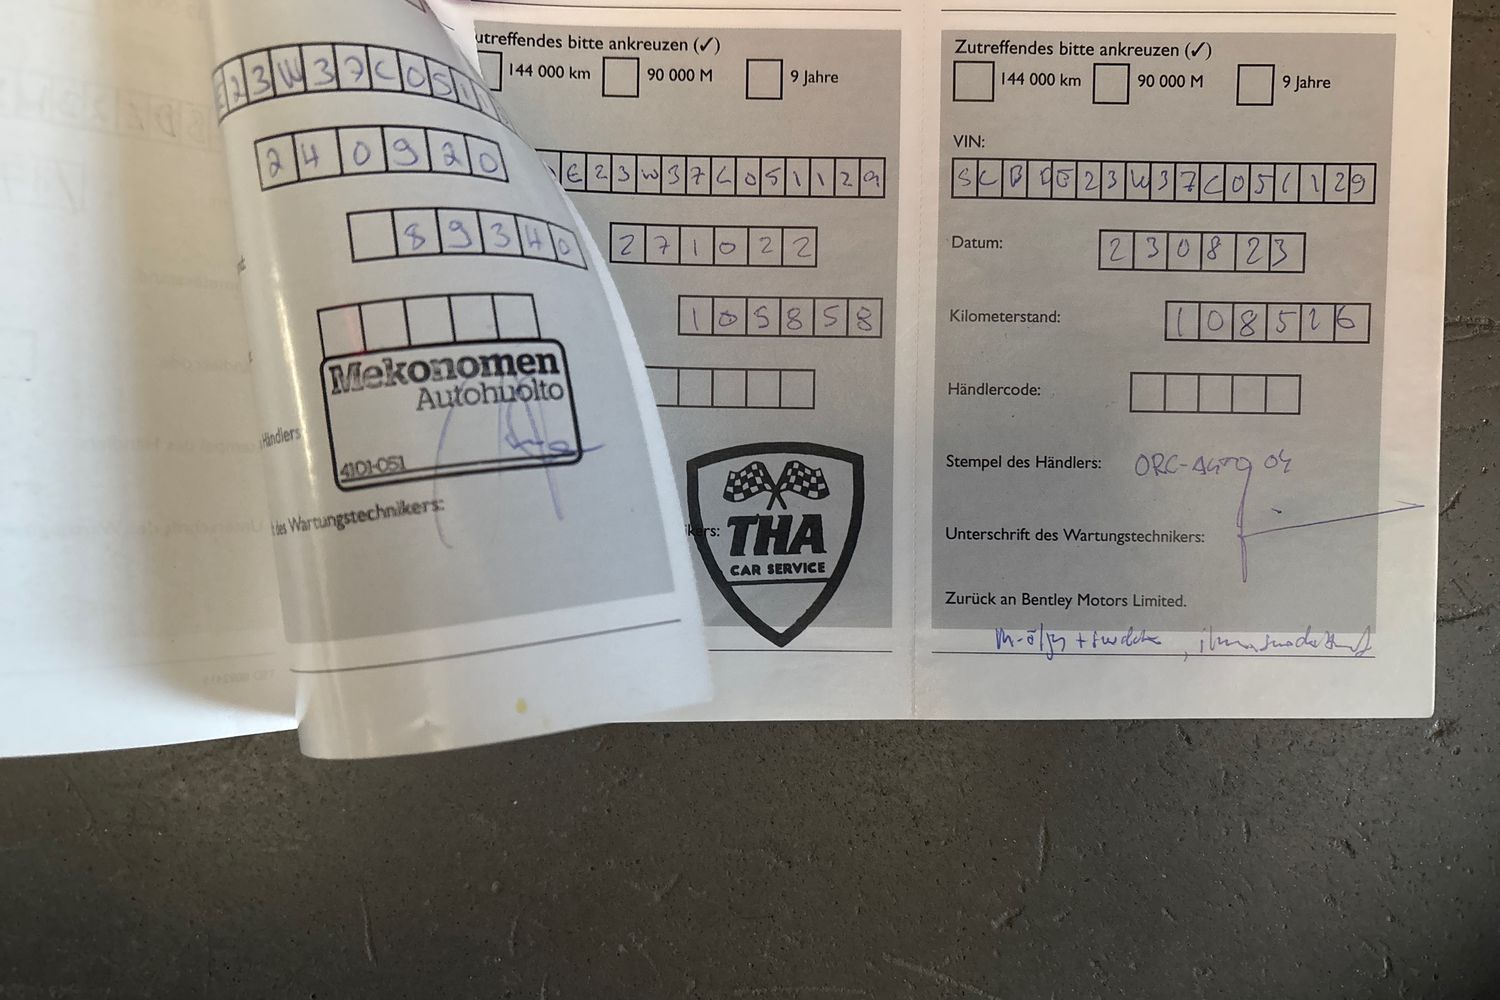 23W37C0511
240920
89340
Mekonomen
Autohuolto
4101-051
Händlers
des Wartungstechnikers:
utreffendes bitte ankreuzen (✓)
144 000 km 90 000 M 9 Jahre
E23W37C051129
271022
105858
kers:
THA
CAR SERVICE
Zutreffendes bitte ankreuzen (✓)
144 000 km 90 000 M 9 Jahre
VIN:
SCBDE23W37C051129
Datum: 230823
Kilometerstand: 108526
Händlercode:
Stempel des Händlers:
Unterschrift des Wartungstechnikers:
Zurück an Bentley Motors Limited.